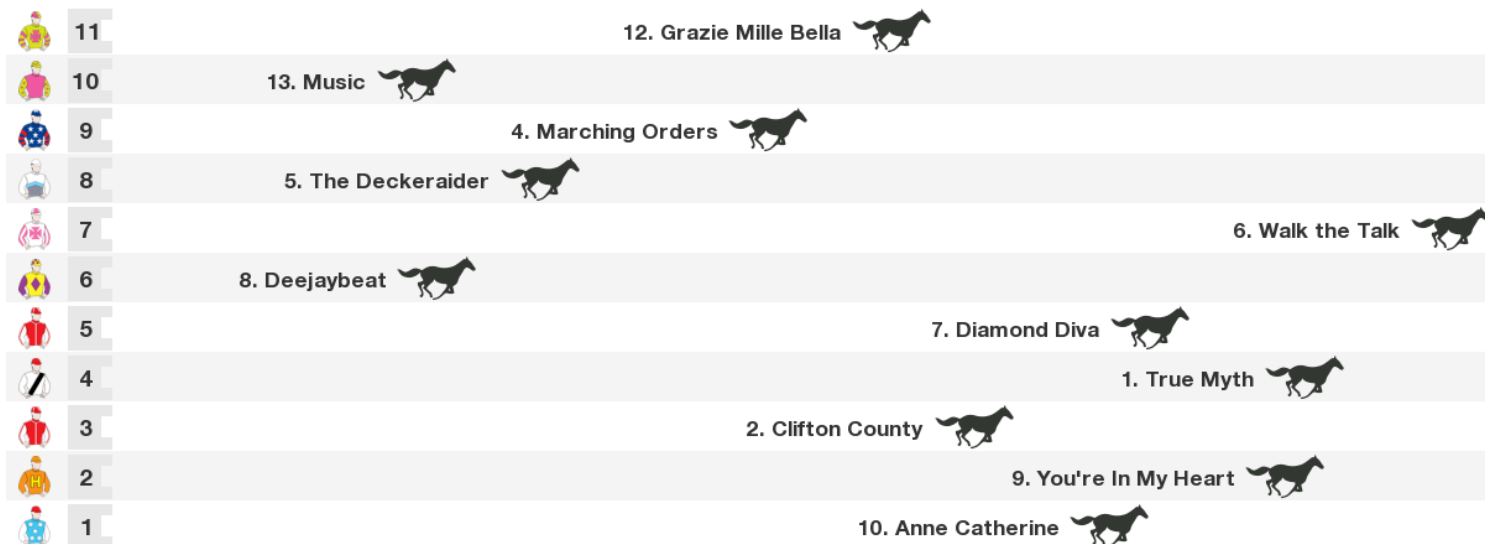 11 12. Grazie Mille Bella
10 13. Music
9 4. Marching Orders
8 5. The Deckeraider
7 6. Walk the Talk
6 8. Deejaybeat
5 7. Diamond Diva
4 1. True Myth
3 2. Clifton County
H 2 9. You're In My Heart
1 10. Anne Catherine